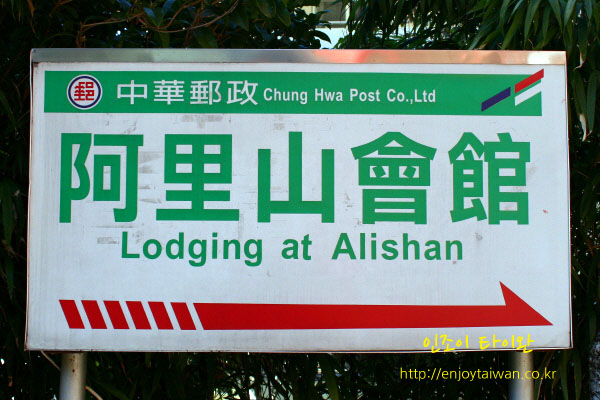 郵 中華郵政 Chung Hwa Post Co.,Ltd
阿里山會館
Lodging at Alishan
인조이 타이완
http://enjoytaiwan.co.kr